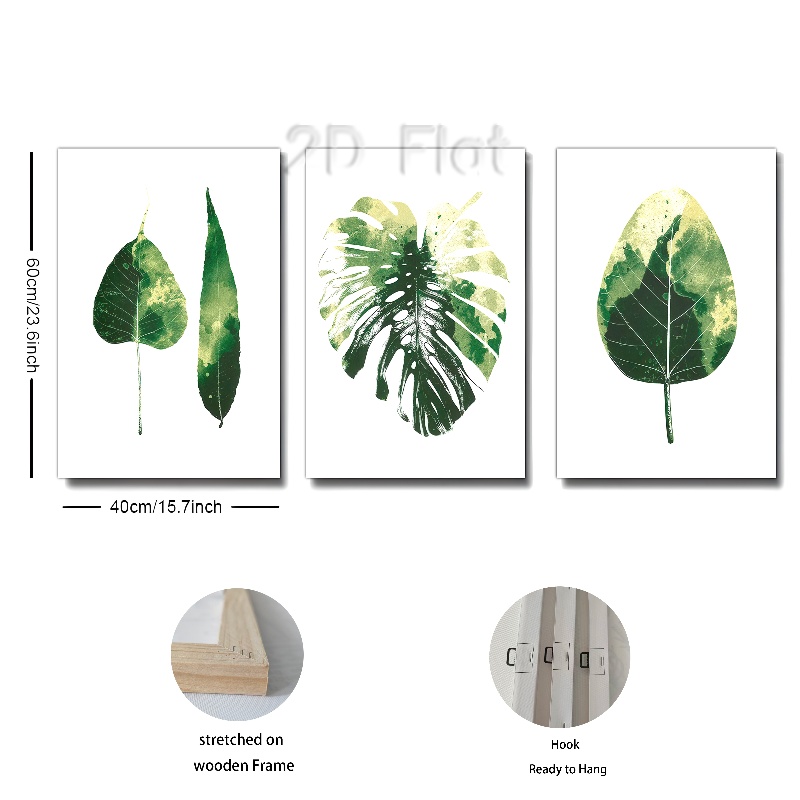 2D Flat
60cm/23.6inch
40cm/15.7inch
stretched on
wooden Frame
Hook
Ready to Hang